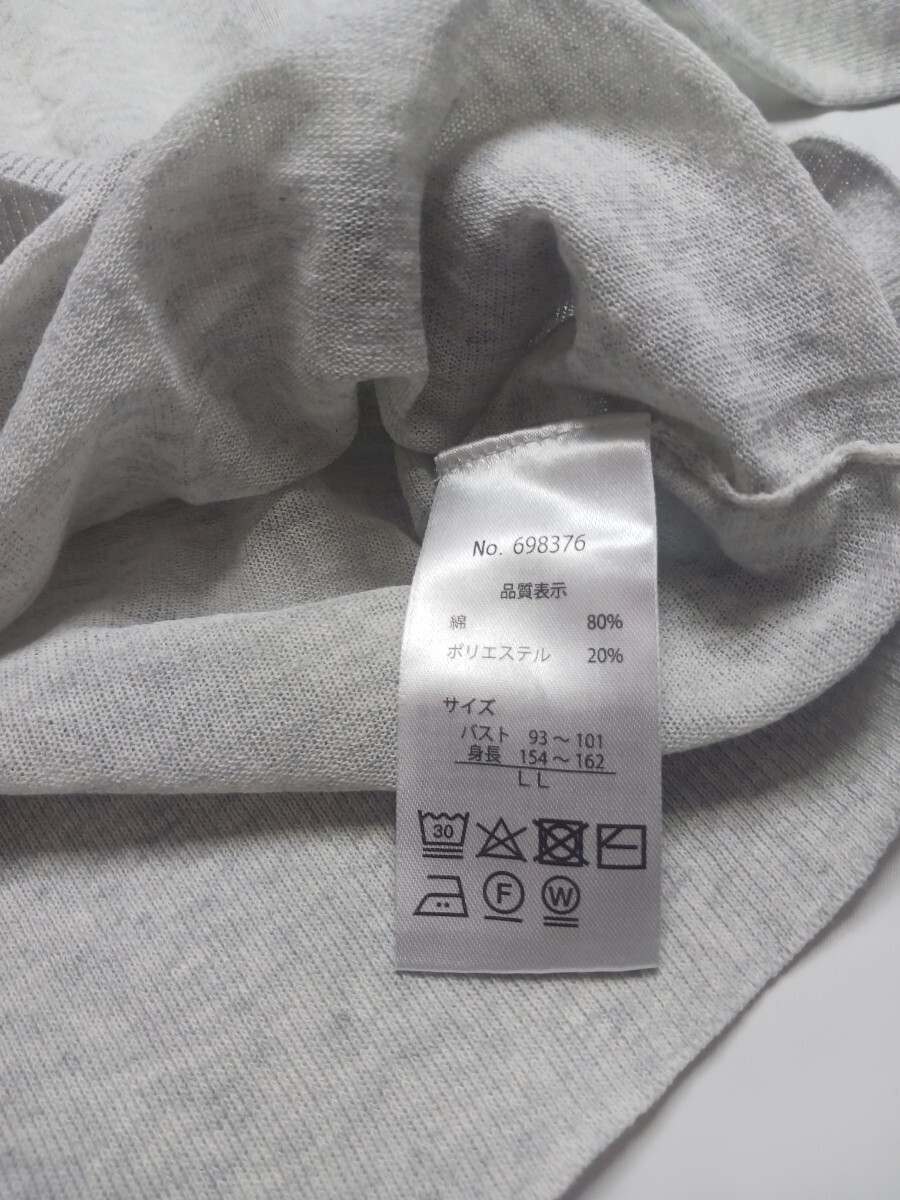 No. 698376
品質表示
綿 80%
ポリエステル 20%
サイズ
バスト 93～101
身長 154～162
LL
30
F W